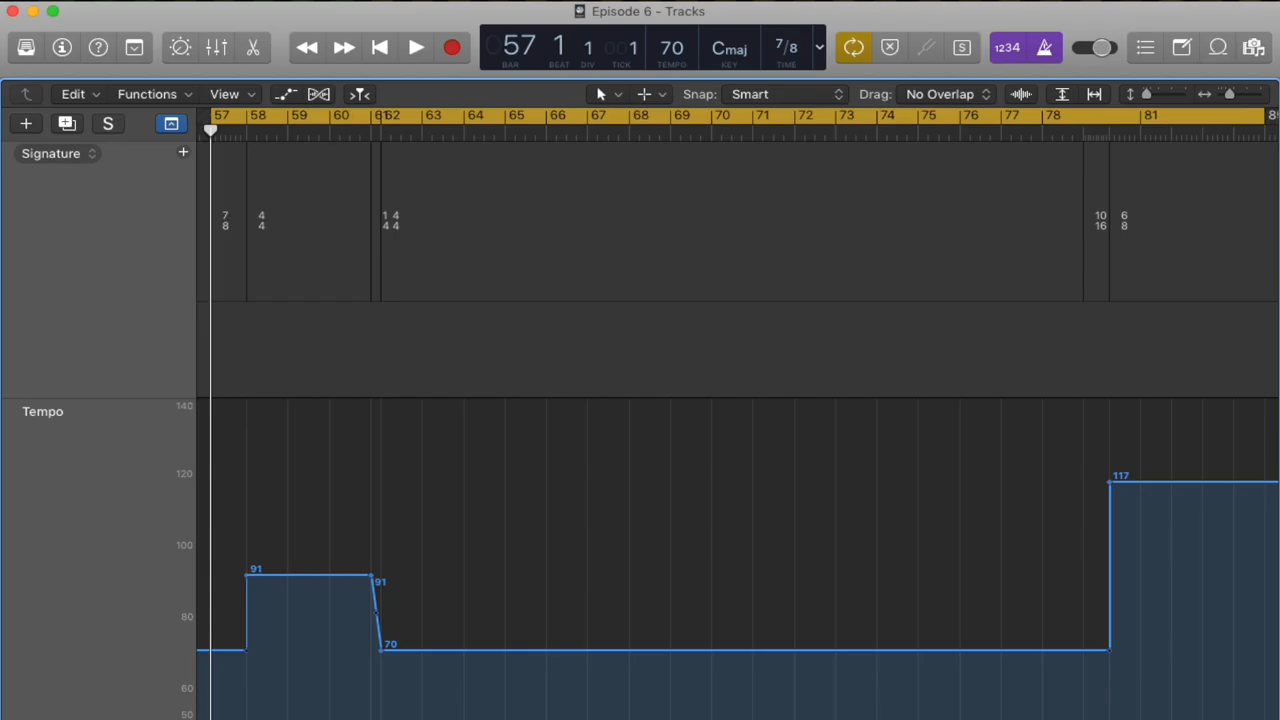 Episode 6 - Tracks
57 1 1 001 70 Cmaj 7/8
BAR BEAT DIV TICK TEMPO KEY TIME
S 1234
Edit Functions View Snap: Smart Drag: No Overlap
57 58 59 60 61 62 63 64 65 66 67 68 69 70 71 72 73 74 75 76 77 78 81
S
Signature
7 4 1 4 10 6
8 4 4 4 16 8
Tempo
140
120
117
100
91
91
80
70
60
50